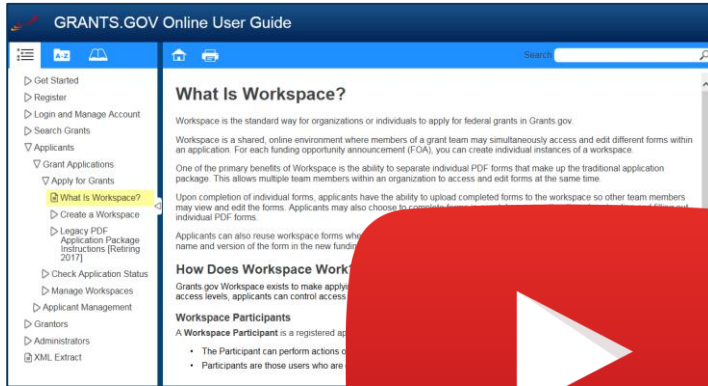 GRANTS.GOV Online User Guide
A-Z
Search
Get Started
Register
Login and Manage Account
Search Grants
Applicants
Grant Applications
Apply for Grants
What Is Workspace?
Create a Workspace
Legacy PDF
Application Package
Instructions [Retiring
2017]
Check Application Status
Manage Workspaces
Applicant Management
Grantors
Administrators
XML Extract
What Is Workspace?
Workspace is the standard way for organizations or individuals to apply for federal grants in Grants.gov.
Workspace is a shared, online environment where members of a grant team may simultaneously access and edit different forms within
an application. For each funding opportunity announcement (FOA), you can create individual instances of a workspace.
One of the primary benefits of Workspace is the ability to separate individual PDF forms that make up the traditional application
package. This allows multiple team members within an organization to access and edit forms at the same time.
Upon completion of individual forms, applicants have the ability to upload completed forms to the workspace so other team members
may view and edit the forms. Applicants may also choose to complete forms
individual PDF forms.
Applicants can also reuse workspace forms
name and version of the form in the new
How Does Workspace Work
Grants.gov Workspace exists to make
access levels, applicants can control access
Workspace Participants
A Workspace Participant is a registered
• The Participant can perform actions
• Participants are those users who are